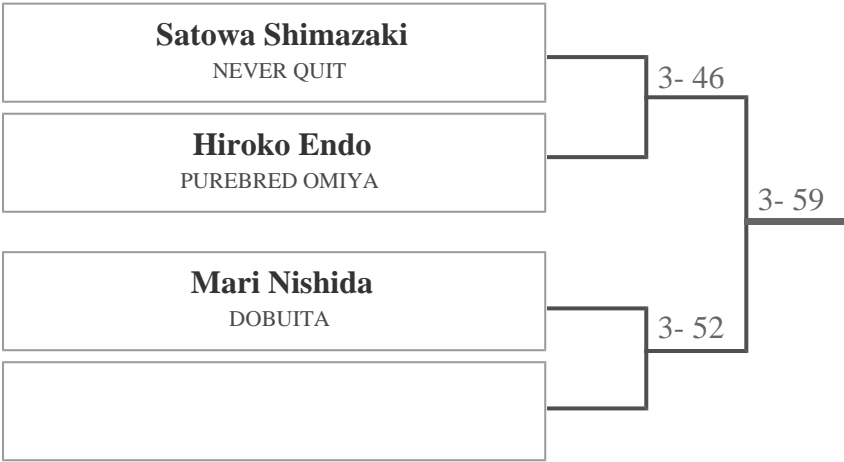 Satowa Shimazaki
NEVER QUIT
3- 46
Hiroko Endo
PUREBRED OMIYA
3- 59
Mari Nishida
DOBUITA
3- 52